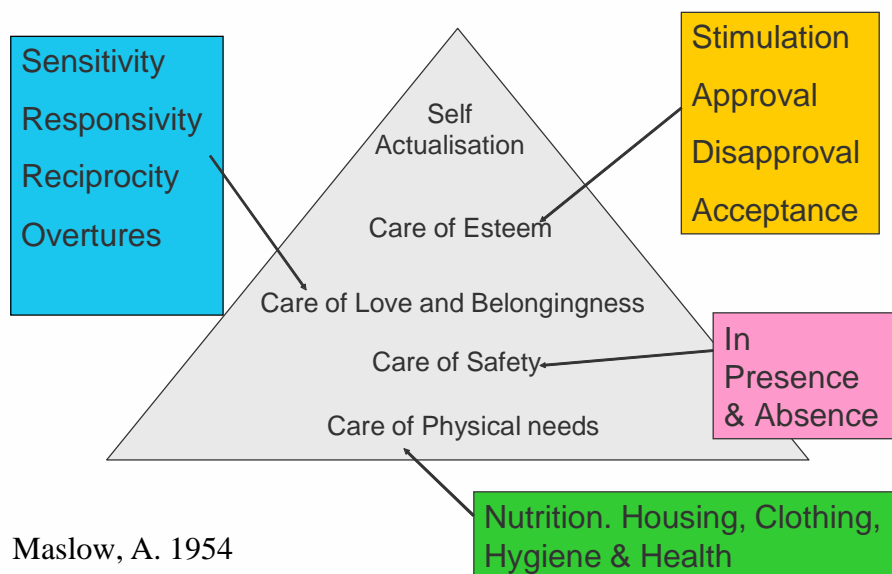 Sensitivity
Responsivity
Reciprocity
Overtures
Stimulation
Approval
Disapproval
Acceptance
Self
Actualisation
Care of Esteem
Care of Love and Belongingness
Care of Safety
In
Presence
& Absence
Care of Physical needs
Nutrition. Housing, Clothing,
Hygiene & Health
Maslow, A. 1954